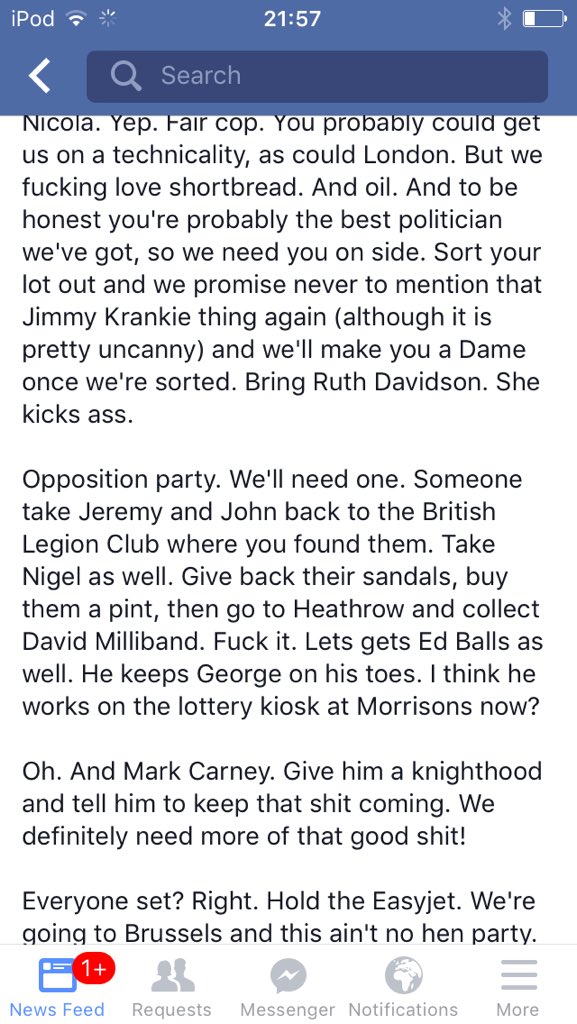 iPod 21:57
Search
Nicola. Yep. Fair cop. You probably could get
us on a technicality, as could London. But we
fucking love shortbread. And oil. And to be
honest you're probably the best politician
we've got, so we need you on side. Sort your
lot out and we promise never to mention that
Jimmy Krankie thing again (although it is
pretty uncanny) and we'll make you a Dame
once we're sorted. Bring Ruth Davidson. She
kicks ass.
Opposition party. We'll need one. Someone
take Jeremy and John back to the British
Legion Club where you found them. Take
Nigel as well. Give back their sandals, buy
them a pint, then go to Heathrow and collect
David Milliband. Fuck it. Lets gets Ed Balls as
well. He keeps George on his toes. I think he
works on the lottery kiosk at Morrisons now?
Oh. And Mark Carney. Give him a knighthood
and tell him to keep that shit coming. We
definitely need more of that good shit!
Everyone set? Right. Hold the Easyjet. We're
going to Brussels and this ain't no hen party.
1+
News Feed Requests Messenger Notifications More